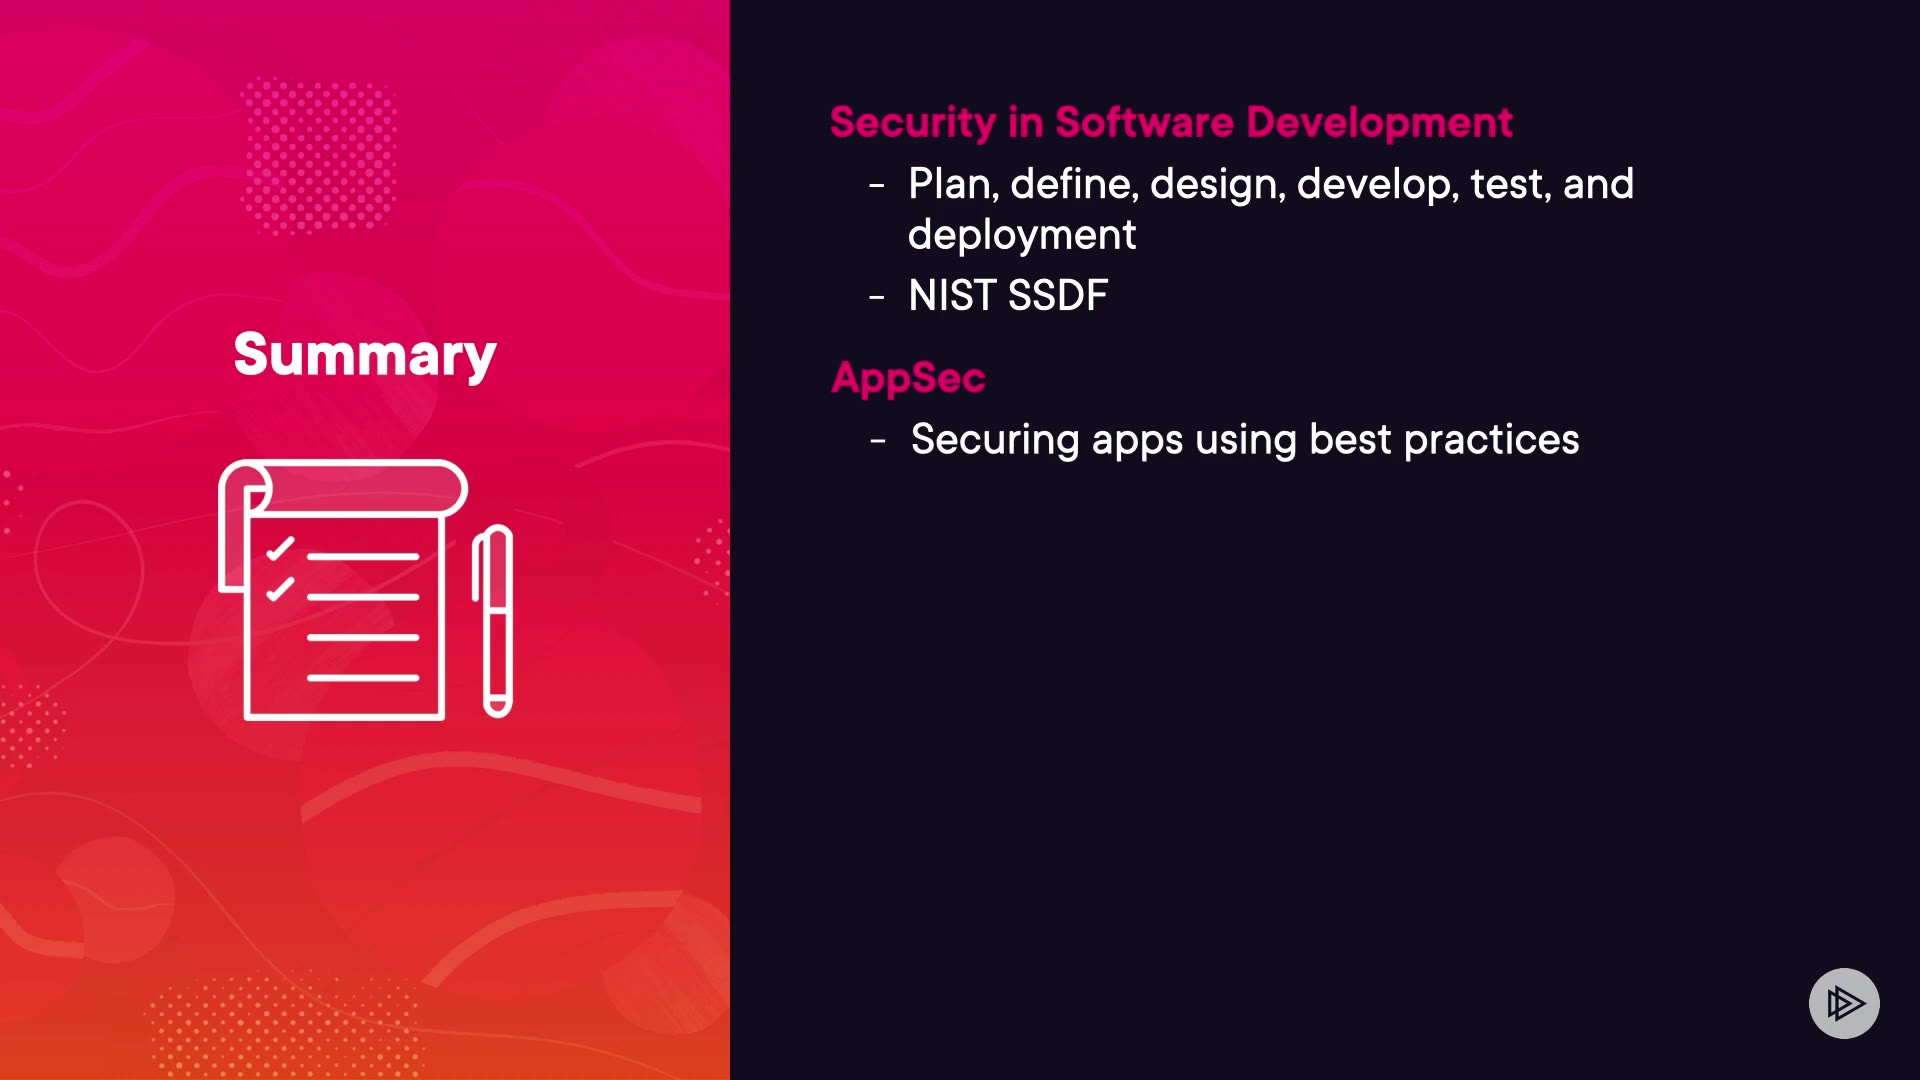 Summary
Security in Software Development
- Plan, define, design, develop, test, and
deployment
- NIST SSDF
AppSec
- Securing apps using best practices